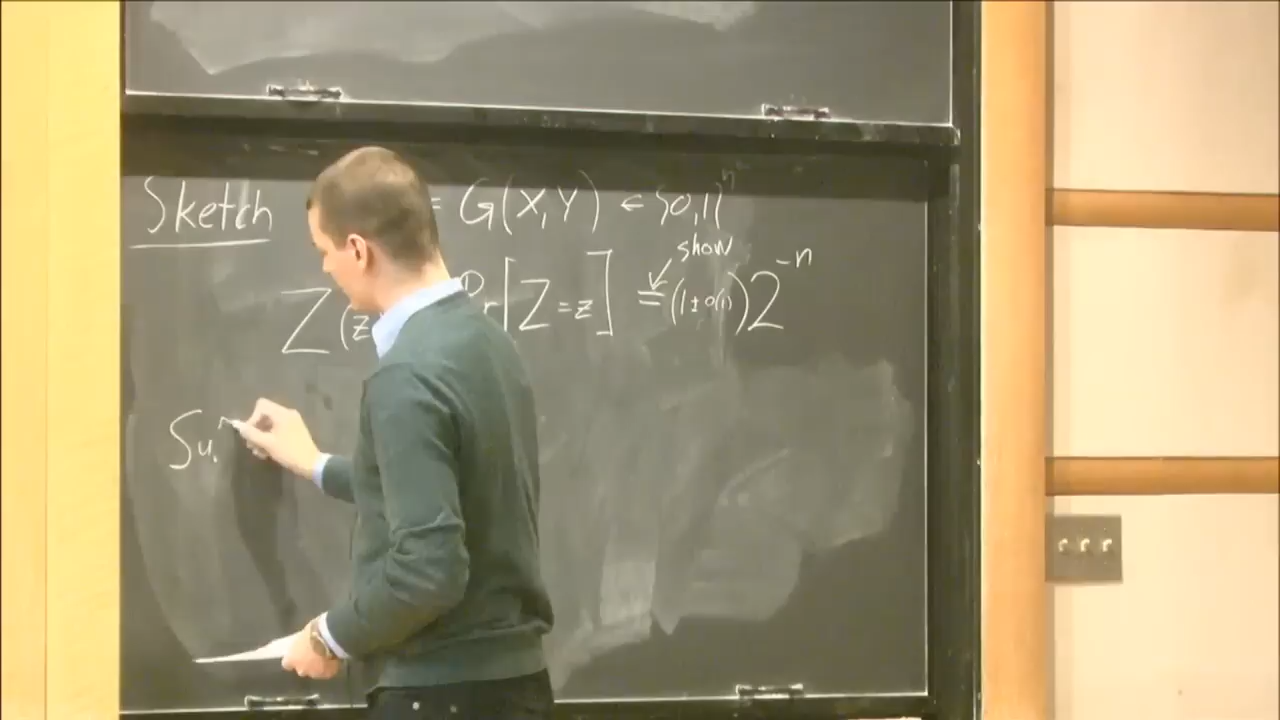 Sketch = G(X,Y) ∈ {0,1}^n
show
Z(z Pr[Z=z] = (1±o(1))2^{-n}
Su